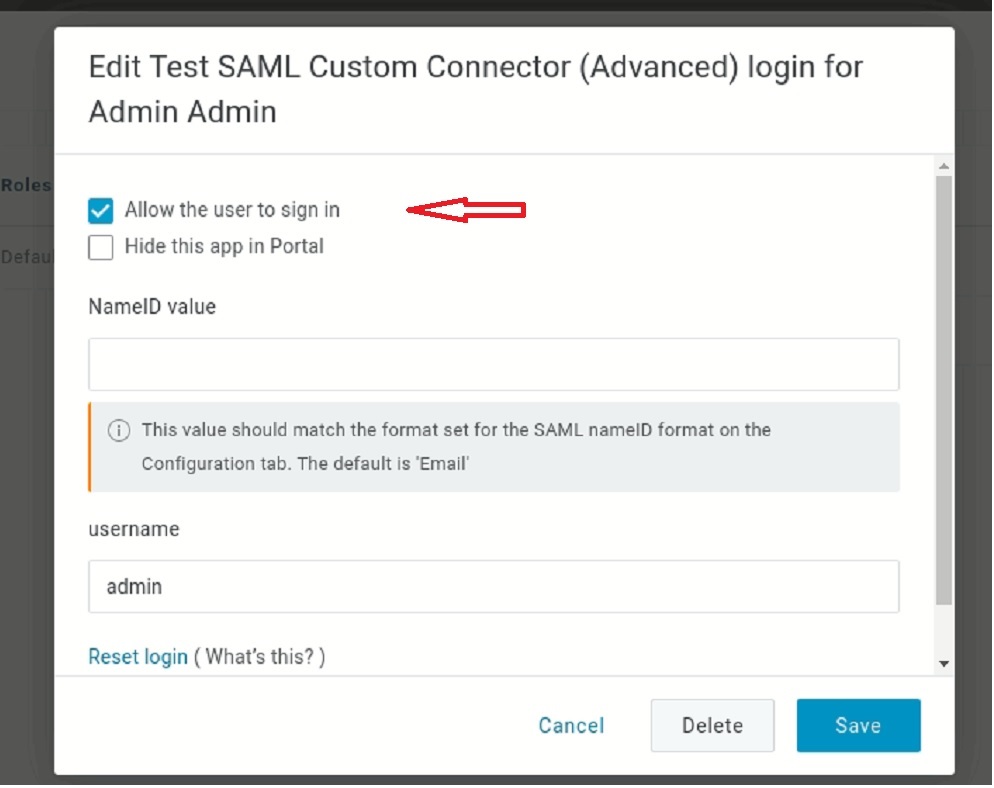 Edit Test SAML Custom Connector (Advanced) login for
Admin Admin
Roles
Allow the user to sign in
Hide this app in Portal
Defau
NameID value
This value should match the format set for the SAML nameID format on the
Configuration tab. The default is 'Email'
username
admin
Reset login ( What's this? )
Cancel
Delete
Save